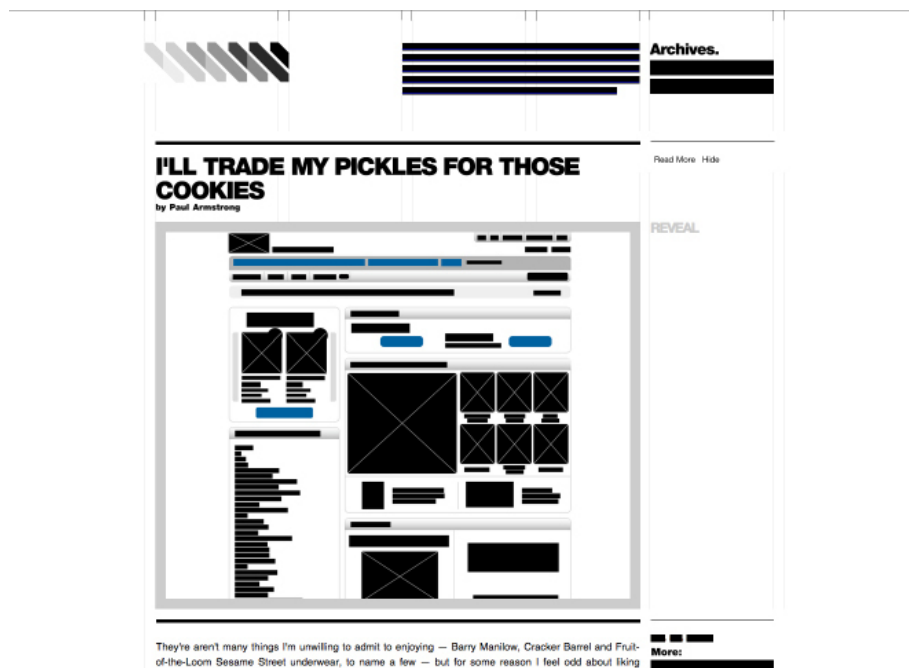 Archives.
I'LL TRADE MY PICKLES FOR THOSE
COOKIES
by Paul Armstrong
Read More Hide
REVEAL
They're aren't many things I'm unwilling to admit to enjoying — Barry Manilow, Cracker Barrel and Fruit-
of-the-Loom Sesame Street underwear, to name a few — but for some reason I feel odd about liking
More: